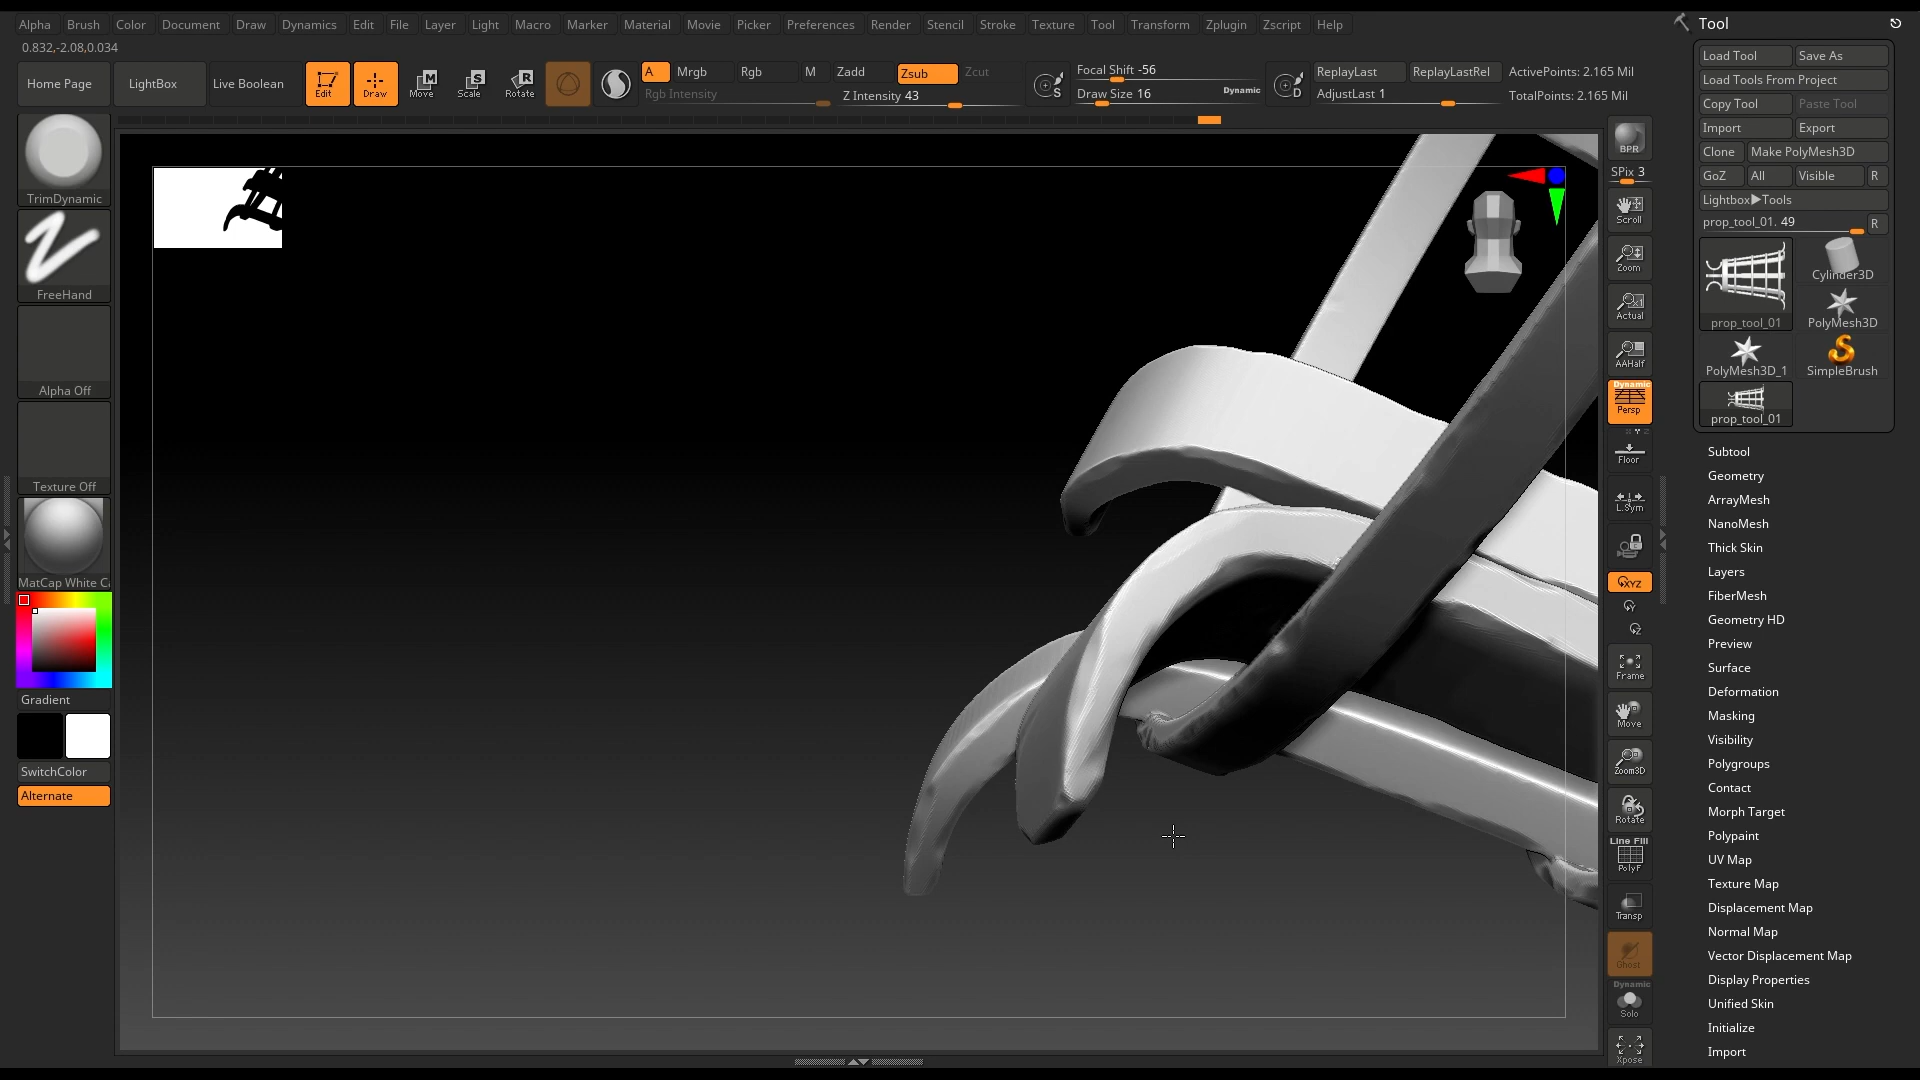 Alpha Brush Color Document Draw Dynamics Edit File Layer Light Macro Marker Material Movie Picker Preferences Render Stencil Stroke Texture Tool Transform Zplugin Zscript Help
Tool
0.832,-2.08,0.034
Home Page
LightBox
Live Boolean
Edit
Draw
M
Move
S
Scale
R
Rotate
A
Mrgb
Rgb
M
Zadd
Zsub
Zcut
Rgb Intensity
Z Intensity 43
S
Focal Shift -56
Draw Size 16
Dynamic
D
ReplayLast
ReplayLastRel
AdjustLast 1
ActivePoints: 2.165 Mil
TotalPoints: 2.165 Mil
TrimDynamic
FreeHand
Alpha Off
Texture Off
MatCap White C
Gradient
SwitchColor
Alternate
BPR
SPix 3
Scroll
Zoom
Actual
AAHalf
Dynamic
Persp
Floor
L.Sym
XYZ
Y
Z
Frame
Move
Zoom3D
Rotate
Line Fill
PolyF
Transp
Ghost
Dynamic
Solo
Xpose
Load Tool
Save As
Load Tools From Project
Copy Tool
Paste Tool
Import
Export
Clone
Make PolyMesh3D
GoZ
All
Visible
R
Lightbox▶Tools
prop_tool_01. 49
R
prop_tool_01
Cylinder3D
PolyMesh3D
PolyMesh3D_1
SimpleBrush
prop_tool_01
Subtool
Geometry
ArrayMesh
NanoMesh
Thick Skin
Layers
FiberMesh
Geometry HD
Preview
Surface
Deformation
Masking
Visibility
Polygroups
Contact
Morph Target
Polypaint
UV Map
Texture Map
Displacement Map
Normal Map
Vector Displacement Map
Display Properties
Unified Skin
Initialize
Import